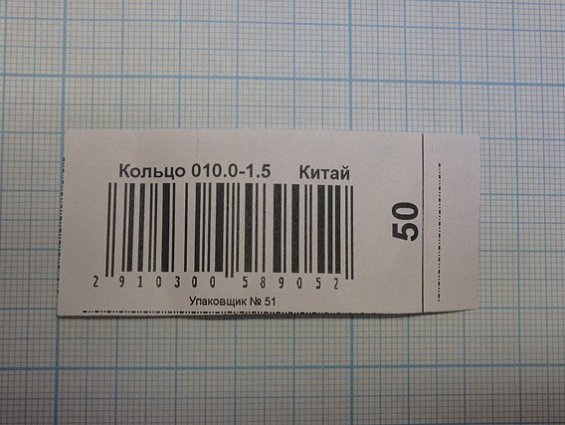 Кольцо 010.0-1.5 Китай
2 910300 589052
Упаковщик № 51
50